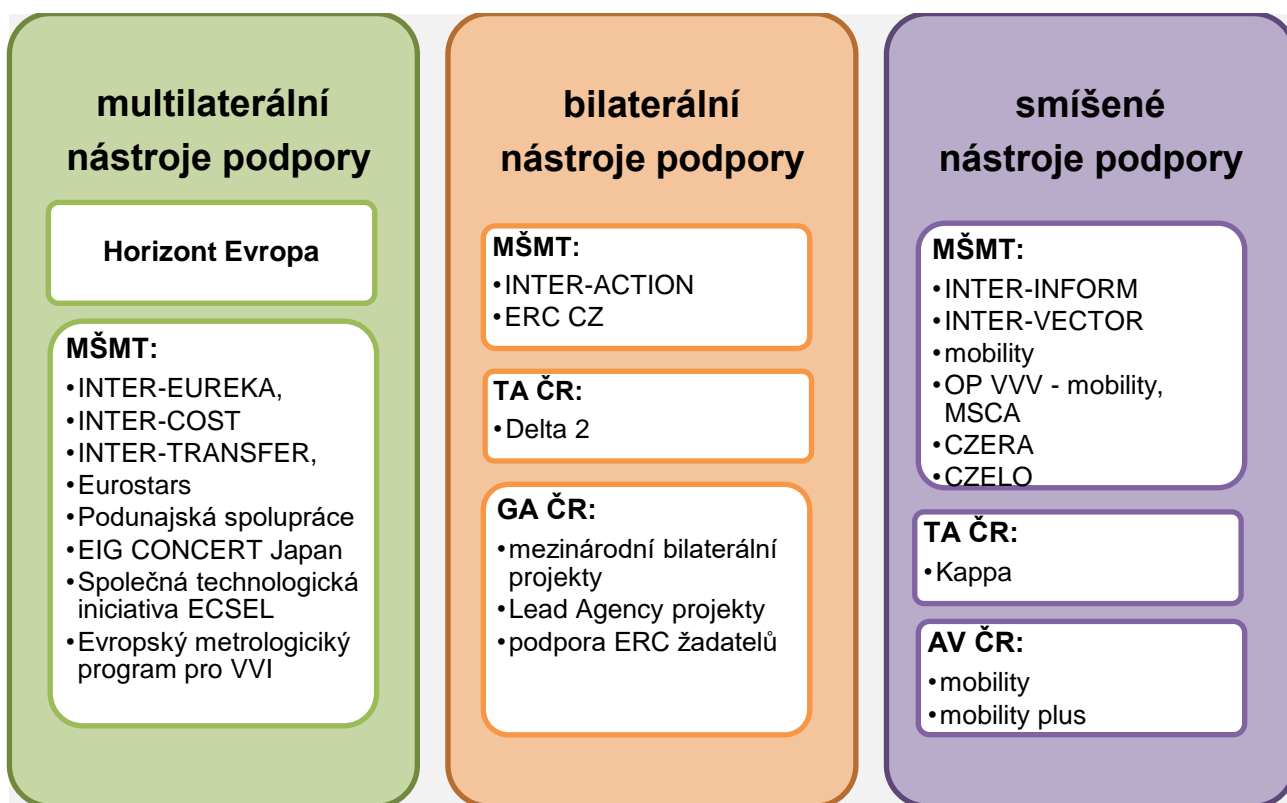 multilaterální
nástroje podpory
Horizont Evropa
MŠMT:
•INTER-EUREKA,
•INTER-COST
•INTER-TRANSFER,
•Eurostars
•Podunajská spolupráce
•EIG CONCERT Japan
•Společná technologická
iniciativa ECSEL
•Evropský metrologiciký
program pro VVI
bilaterální
nástroje podpory
MŠMT:
•INTER-ACTION
•ERC CZ
TA ČR:
•Delta 2
GA ČR:
•mezinárodní bilaterální
projekty
•Lead Agency projekty
•podpora ERC žadatelů
smíšené
nástroje podpory
MŠMT:
•INTER-INFORM
•INTER-VECTOR
•mobility
•OP VVV - mobility,
MSCA
•CZERA
•CZELO
TA ČR:
•Kappa
AV ČR:
•mobility
•mobility plus